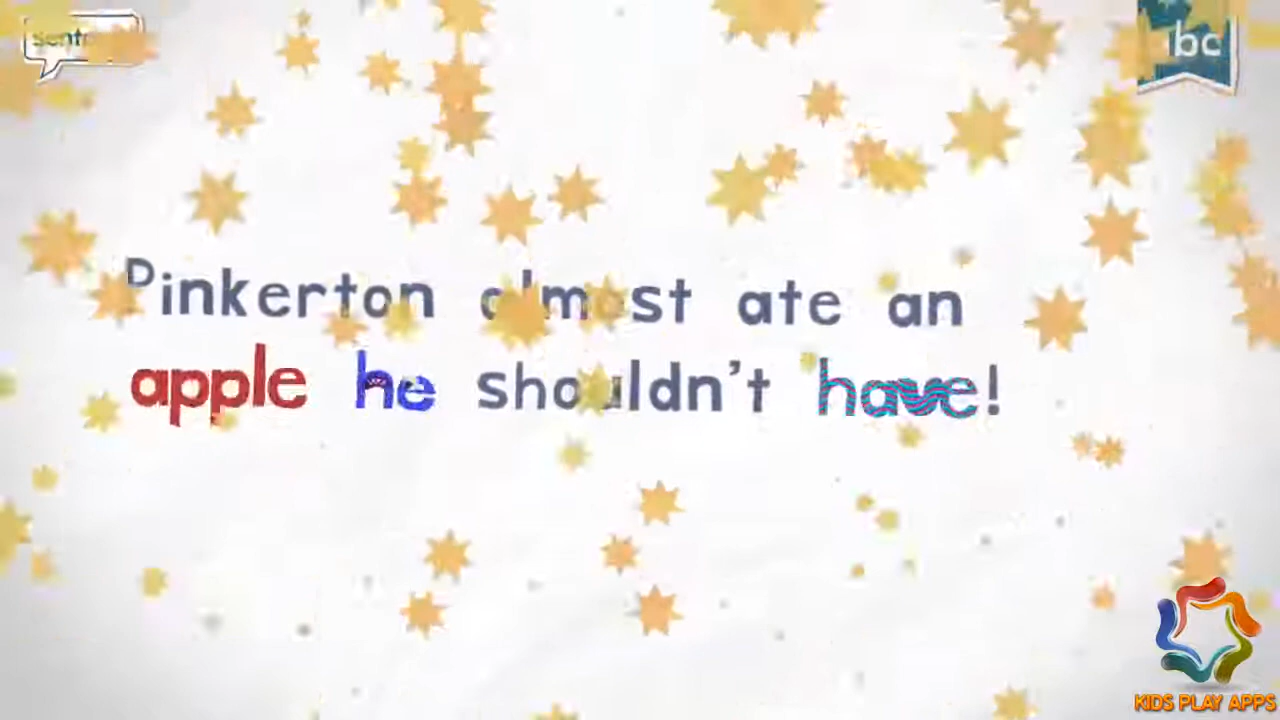 bc
Pinkerton almost ate an
apple he shouldn't have!
KIDS PLAY APPS